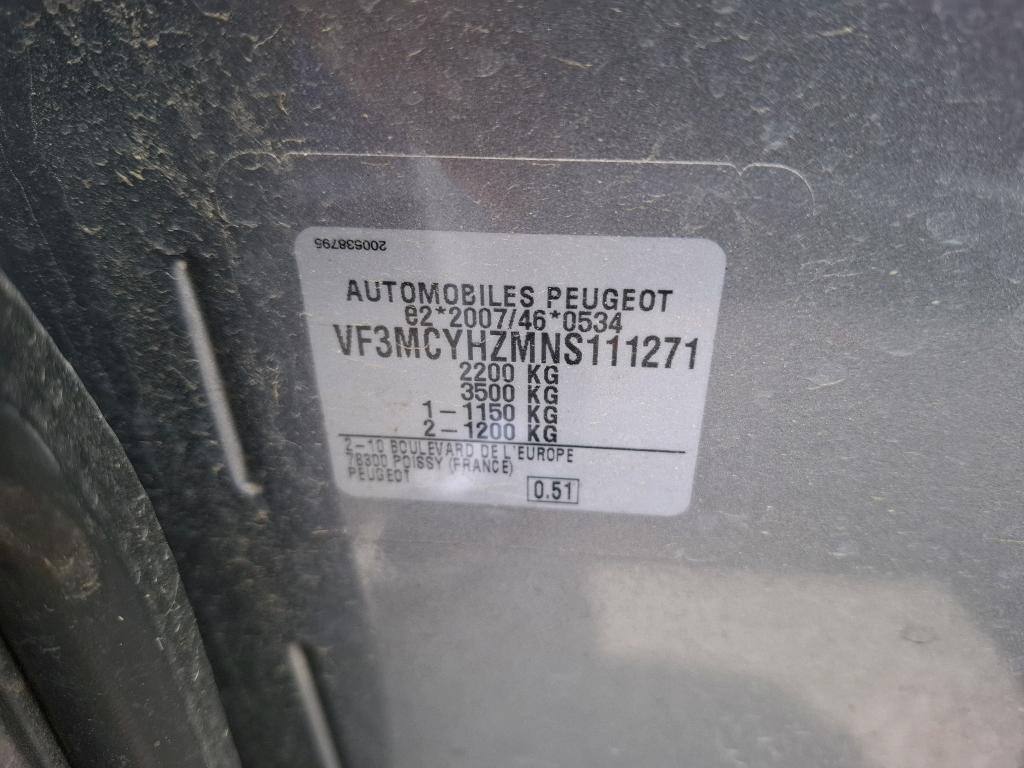 200538795
AUTOMOBILES PEUGEOT
e2*2007/46*0534
VF3MCYHZMNS111271
2200 KG
3500 KG
1-1150 KG
2-1200 KG
2-10 BOULEVARD DE L'EUROPE
78300 POISSY (FRANCE)
PEUGEOT
0.51